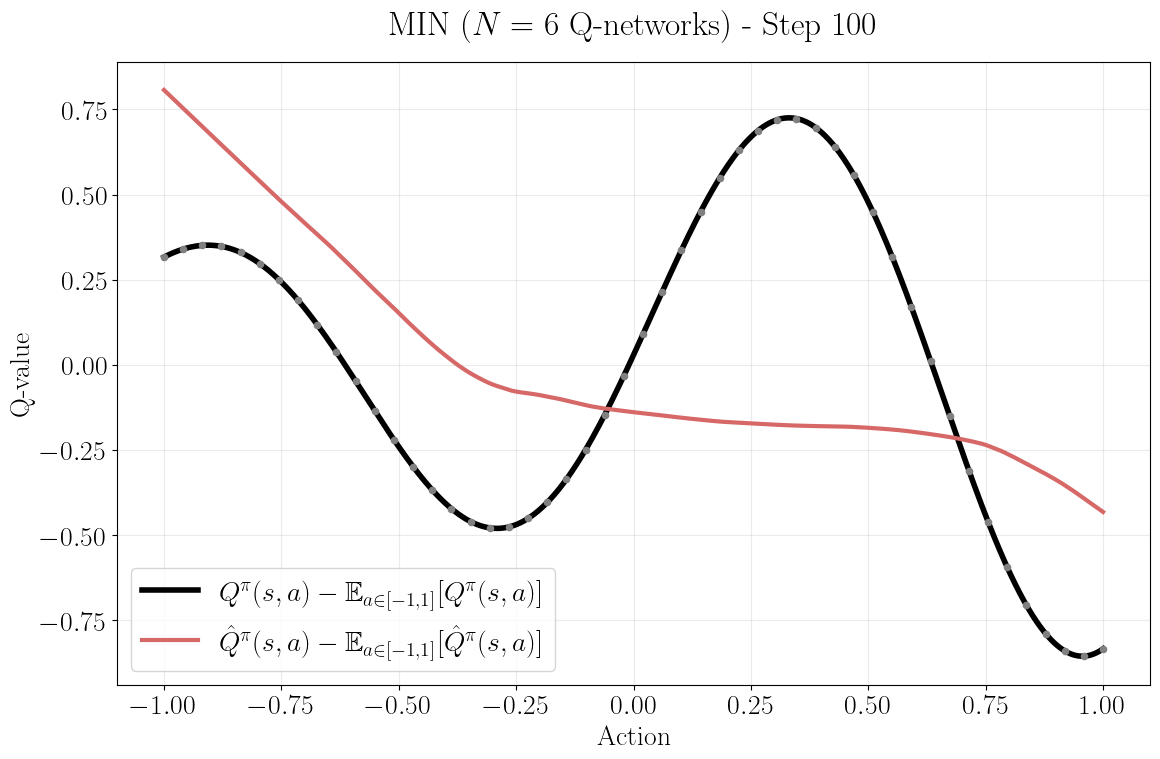 MIN (N = 6 Q-networks) - Step 100
0.75
0.50
0.25
0.00
−0.25
−0.50
−0.75
Q-value
Q^π(s, a) − 𝔼_{a∈[−1,1]}[Q^π(s, a)]
Q̂^π(s, a) − 𝔼_{a∈[−1,1]}[Q̂^π(s, a)]
−1.00 −0.75 −0.50 −0.25 0.00 0.25 0.50 0.75 1.00
Action